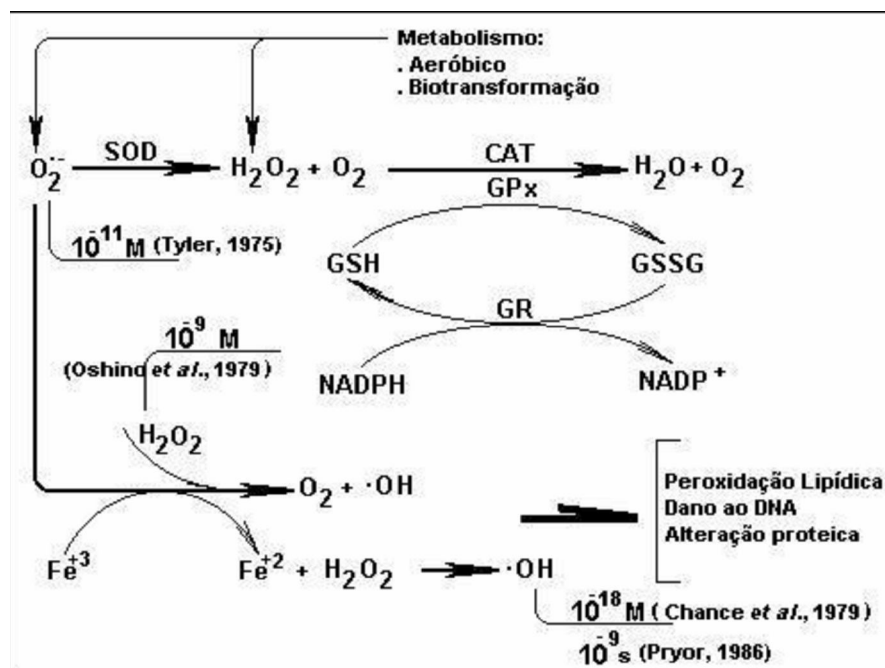 Metabolismo:
. Aeróbico
. Biotransformação
O₂·⁻ SOD H₂O₂ + O₂ CAT H₂O + O₂
GPx
10⁻¹¹ M (Tyler, 1975)
GSH GSSG
GR
10⁻⁹ M
(Oshino et al., 1979)
NADPH NADP⁺
H₂O₂
O₂ + ·OH
Peroxidação Lipídica
Dano ao DNA
Alteração proteica
Fe⁺³ Fe⁺² + H₂O₂ ·OH
10⁻¹⁸ M (Chance et al., 1979)
10⁻⁹ s (Pryor, 1986)